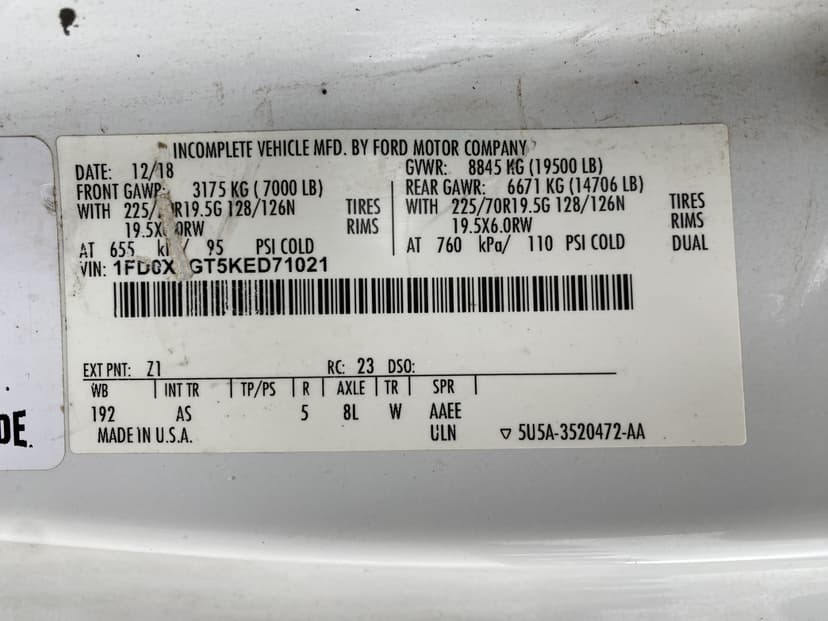 INCOMPLETE VEHICLE MFD. BY FORD MOTOR COMPANY
DATE: 12/18
FRONT GAWR: 3175 KG ( 7000 LB)
WITH 225/70R19.5G 128/126N TIRES
19.5X6.0RW RIMS
AT 655 kPa/ 95 PSI COLD
GVWR: 8845 KG (19500 LB)
REAR GAWR: 6671 KG (14706 LB)
WITH 225/70R19.5G 128/126N TIRES
19.5X6.0RW RIMS
AT 760 kPa/ 110 PSI COLD DUAL
VIN:
EXT PNT: Z1 RC: 23 DSO:
WB INT TR TP/PS R AXLE TR SPR
192 AS 5 8L W AAEE
MADE IN U.S.A. ULN ▽ 5U5A-3520472-AA
DE.